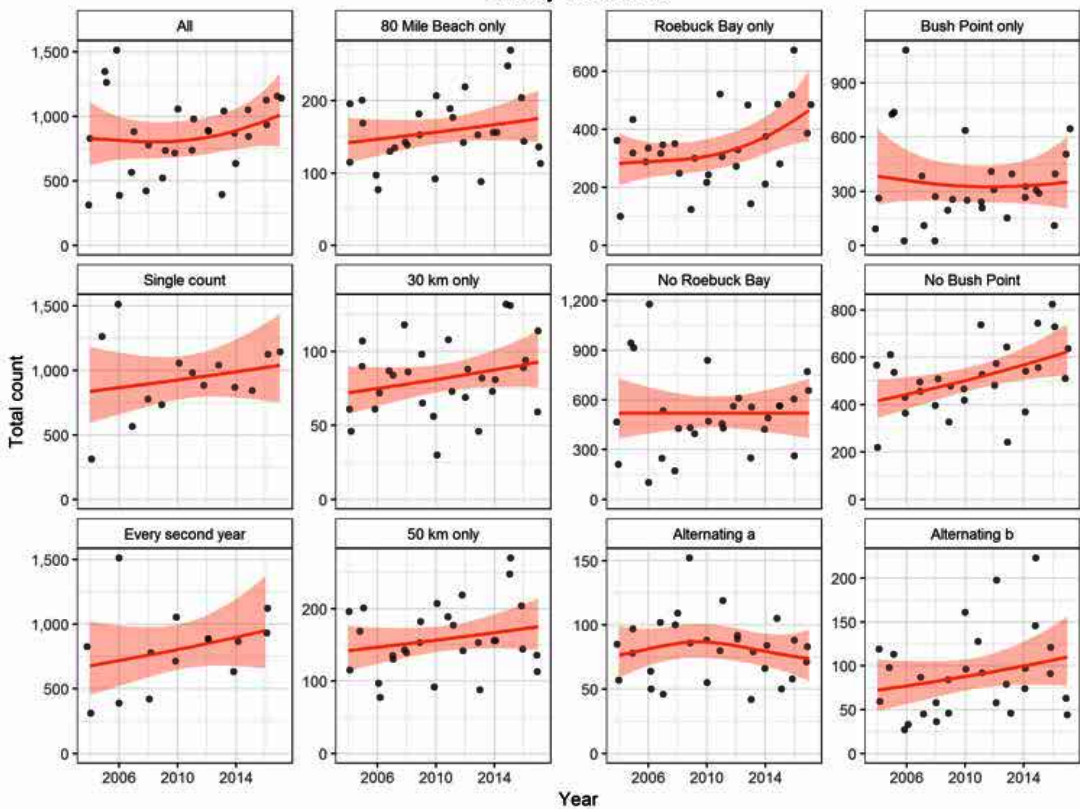 All
80 Mile Beach only
Roebuck Bay only
Bush Point only
1,500
1,000
500
0
200
100
0
600
400
200
0
900
600
300
0
Single count
30 km only
No Roebuck Bay
No Bush Point
1,500
1,000
500
0
100
50
0
1,200
900
600
300
0
800
600
400
200
0
Total count
Every second year
50 km only
Alternating a
Alternating b
1,500
1,000
500
0
200
100
0
150
100
50
0
200
150
100
50
0
2006 2010 2014
2006 2010 2014
2006 2010 2014
2006 2010 2014
Year